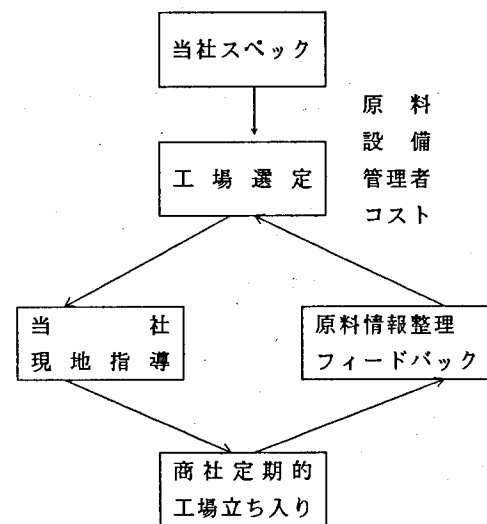 当社スペック
原料
設備
管理者
コスト
工場選定
当社
現地指導
原料情報整理
フィードバック
商社定期的
工場立ち入り